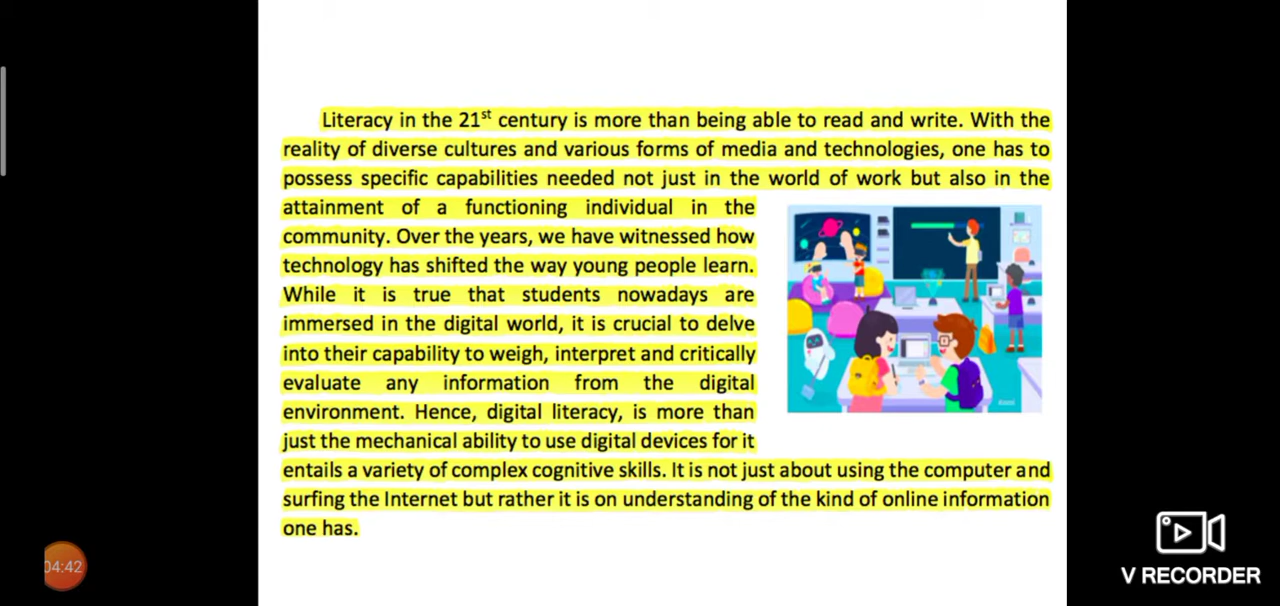 Literacy in the 21st century is more than being able to read and write. With the
reality of diverse cultures and various forms of media and technologies, one has to
possess specific capabilities needed not just in the world of work but also in the
attainment of a functioning individual in the
community. Over the years, we have witnessed how
technology has shifted the way young people learn.
While it is true that students nowadays are
immersed in the digital world, it is crucial to delve
into their capability to weigh, interpret and critically
evaluate any information from the digital
environment. Hence, digital literacy, is more than
just the mechanical ability to use digital devices for it
entails a variety of complex cognitive skills. It is not just about using the computer and
surfing the Internet but rather it is on understanding of the kind of online information
one has.
04:42
V RECORDER